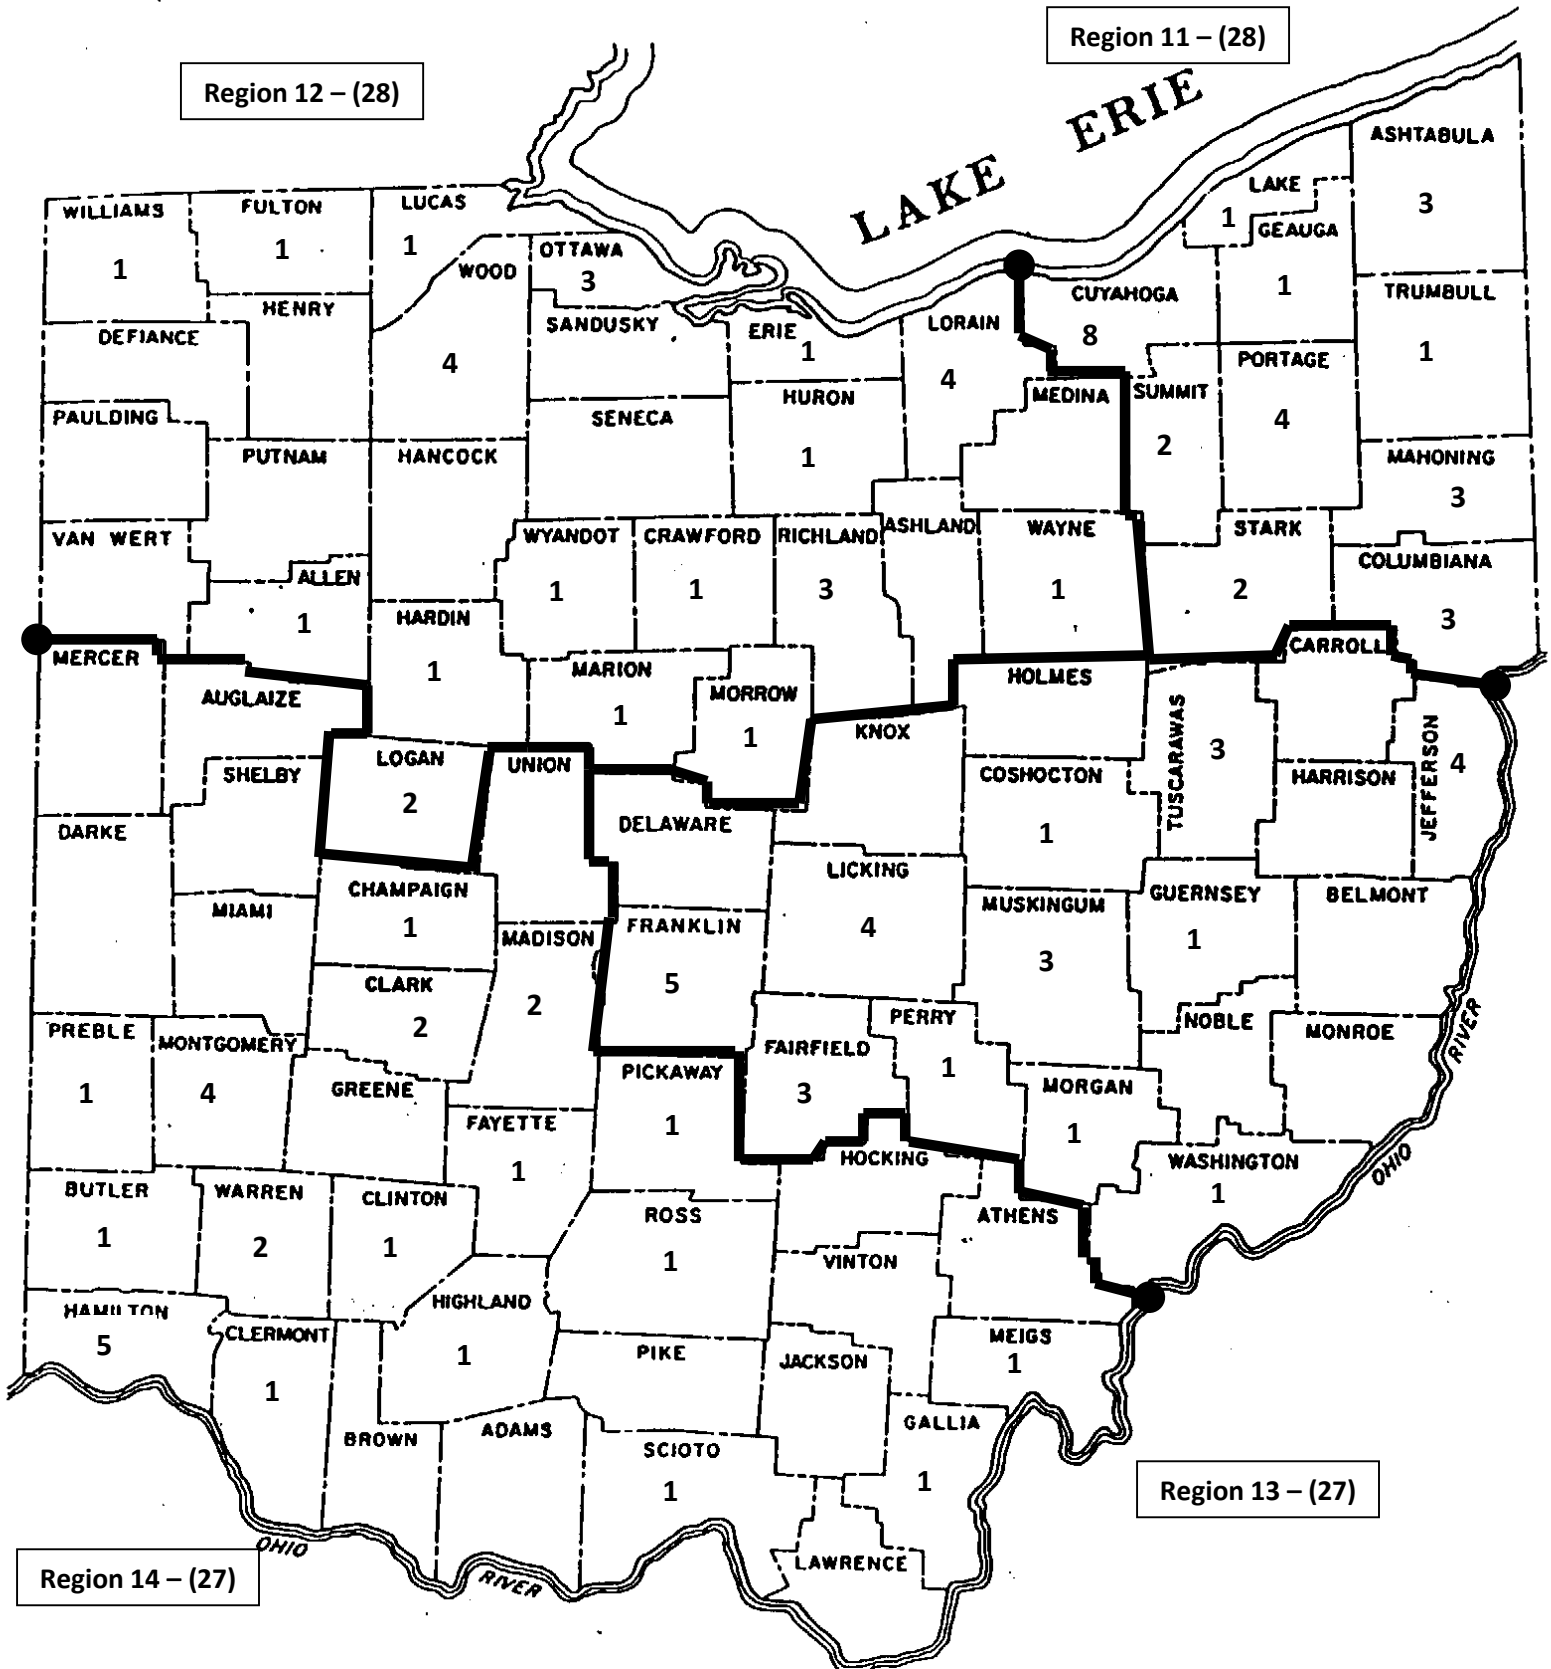 Region 11 – (28)
Region 12 – (28)
LAKE ERIE
ASHTABULA
3
LAKE
1
GEAUGA
1
WILLIAMS
1
FULTON
1
LUCAS
1
WOOD
4
OTTAWA
3
HENRY
SANDUSKY
ERIE
1
LORAIN
4
CUYAHOGA
8
TRUMBULL
1
DEFIANCE
PAULDING
SENECA
HURON
1
MEDINA
SUMMIT
2
PORTAGE
4
PUTNAM
HANCOCK
MAHONING
3
VAN WERT
WYANDOT
1
CRAWFORD
1
RICHLAND
3
ASHLAND
WAYNE
1
STARK
2
COLUMBIANA
3
ALLEN
1
HARDIN
1
MERCER
MARION
1
MORROW
1
HOLMES
CARROLL
AUGLAIZE
KNOX
TUSCARAWAS
3
JEFFERSON
4
LOGAN
2
UNION
SHELBY
COSHOCTON
1
HARRISON
DARKE
DELAWARE
LICKING
4
CHAMPAIGN
1
MIAMI
MUSKINGUM
3
GUERNSEY
1
BELMONT
MADISON
2
FRANKLIN
5
CLARK
2
PREBLE
1
MONTGOMERY
4
PERRY
1
NOBLE
MONROE
FAIRFIELD
3
GREENE
PICKAWAY
1
MORGAN
1
FAYETTE
1
HOCKING
WASHINGTON
1
OHIO RIVER
BUTLER
1
WARREN
2
CLINTON
1
ROSS
1
ATHENS
VINTON
HAMILTON
5
HIGHLAND
1
CLERMONT
1
PIKE
JACKSON
MEIGS
1
BROWN
ADAMS
SCIOTO
1
GALLIA
1
Region 13 – (27)
OHIO RIVER
LAWRENCE
Region 14 – (27)